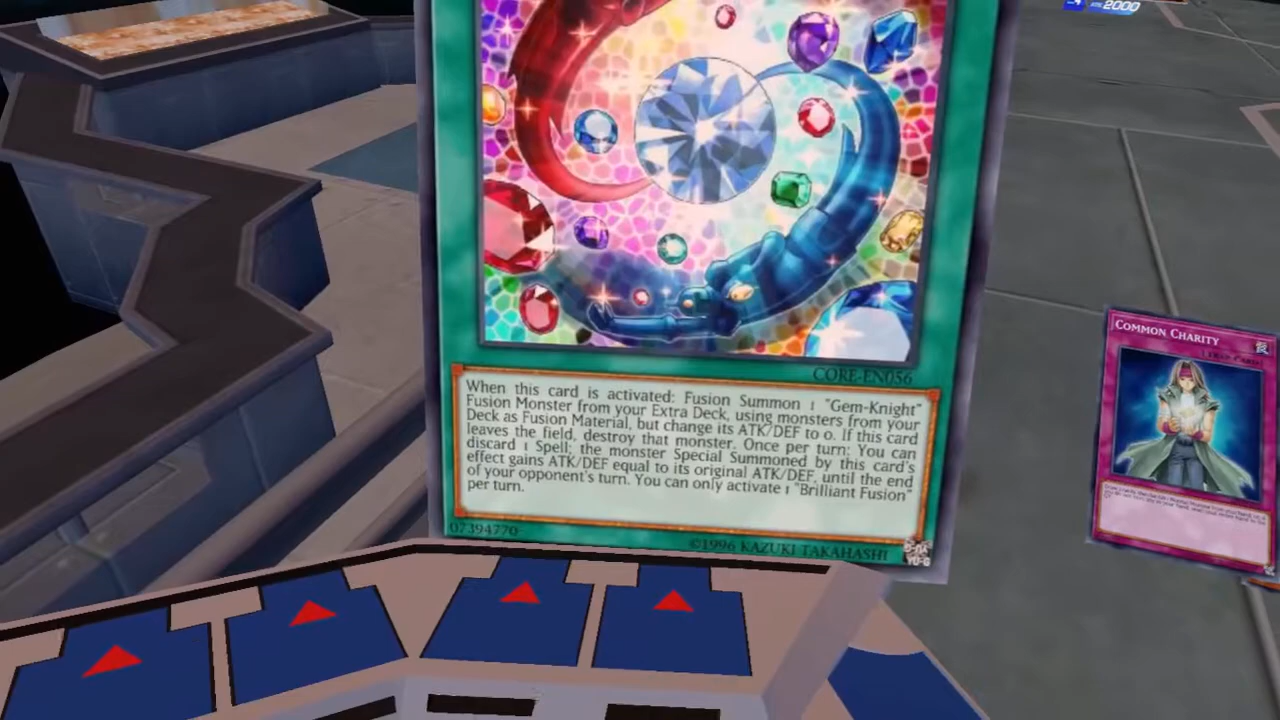 2000
CORE-EN056
When this card is activated: Fusion Summon 1 "Gem-Knight"
Fusion Monster from your Extra Deck, using monsters from your
Deck as Fusion Material, but change its ATK/DEF to 0. If this card
leaves the field, destroy that monster. Once per turn: You can
discard 1 Spell; the monster Special Summoned by this card's
effect gains ATK/DEF equal to its original ATK/DEF, until the end
of your opponent's turn. You can only activate 1 "Brilliant Fusion"
per turn.
07394770
©1996 KAZUKI TAKAHASHI
COMMON CHARITY
TRAP CARD